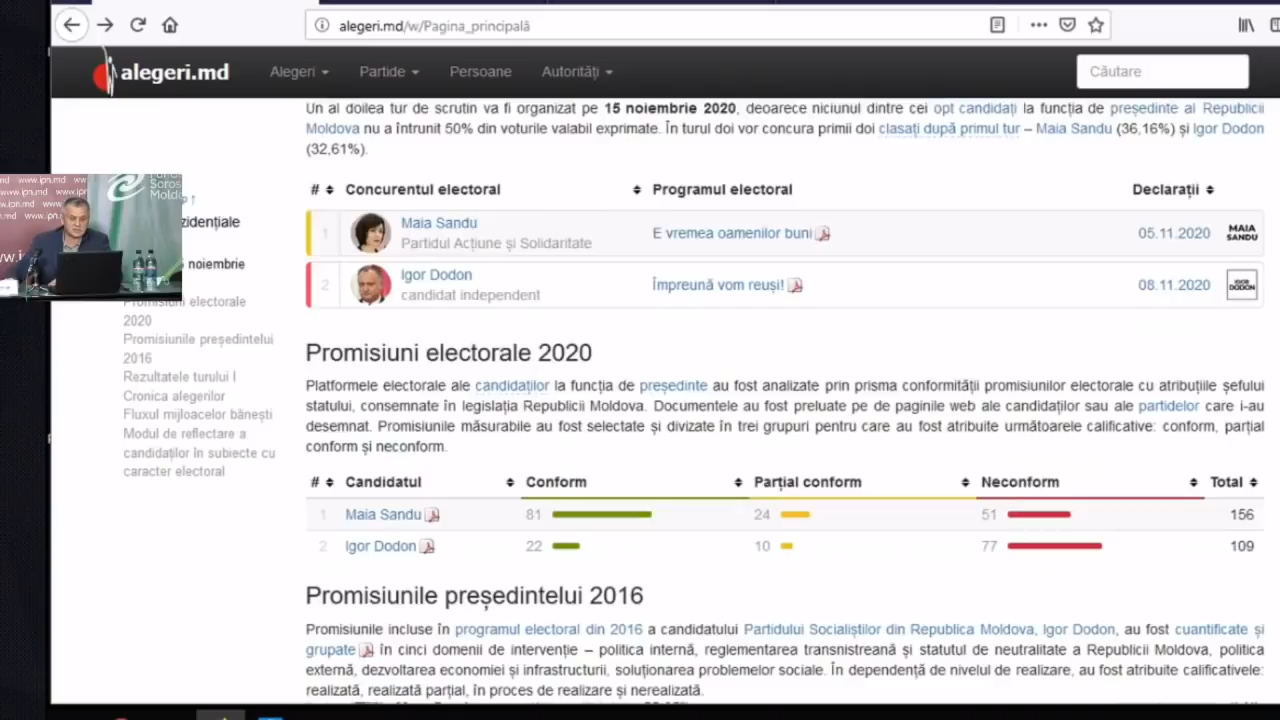 alegeri.md/w/Pagina_principală
alegeri.md
Alegeri
Partide
Persoane
Autorități
Căutare
Un al doilea tur de scrutin va fi organizat pe 15 noiembrie 2020, deoarece niciunul dintre cei opt candidați la funcția de președinte al Republicii
Moldova nu a întrunit 50% din voturile valabil exprimate. În turul doi vor concura primii doi clasați după primul tur – Maia Sandu (36,16%) și Igor Dodon
(32,61%).
# Concurentul electoral Programul electoral Declarații
1 Maia Sandu E vremea oamenilor buni 05.11.2020 MAIA SANDU
Partidul Acțiune și Solidaritate
2 Igor Dodon Împreună vom reuși! 08.11.2020 IGOR DODON
candidat independent
www.ipn.md www.ipn
Soros
Moldo
zidențiale
noiembrie
Promisiuni electorale
2020
Promisiunile președintelui
2016
Rezultatele turului I
Cronica alegerilor
Fluxul mijloacelor bănești
Modul de reflectare a
candidaților în subiecte cu
caracter electoral
Promisiuni electorale 2020
Platformele electorale ale candidaților la funcția de președinte au fost analizate prin prisma conformității promisiunilor electorale cu atribuțiile șefului
statului, consemnate în legislația Republicii Moldova. Documentele au fost preluate pe de paginile web ale candidaților sau ale partidelor care i-au
desemnat. Promisiunile măsurabile au fost selectate și divizate în trei grupuri pentru care au fost atribuite următoarele calificative: conform, parțial
conform și neconform.
# Candidatul Conform Parțial conform Neconform Total
1 Maia Sandu 81 24 51 156
2 Igor Dodon 22 10 77 109
Promisiunile președintelui 2016
Promisiunile incluse în programul electoral din 2016 a candidatului Partidului Socialiștilor din Republica Moldova, Igor Dodon, au fost cuantificate și
grupate în cinci domenii de intervenție – politica internă, reglementarea transnistreană și statutul de neutralitate a Republicii Moldova, politica
externă, dezvoltarea economiei și infrastructurii, soluționarea problemelor sociale. În dependență de nivelul de realizare, au fost atribuite calificativele:
realizată, realizată parțial, în proces de realizare și nerealizată.